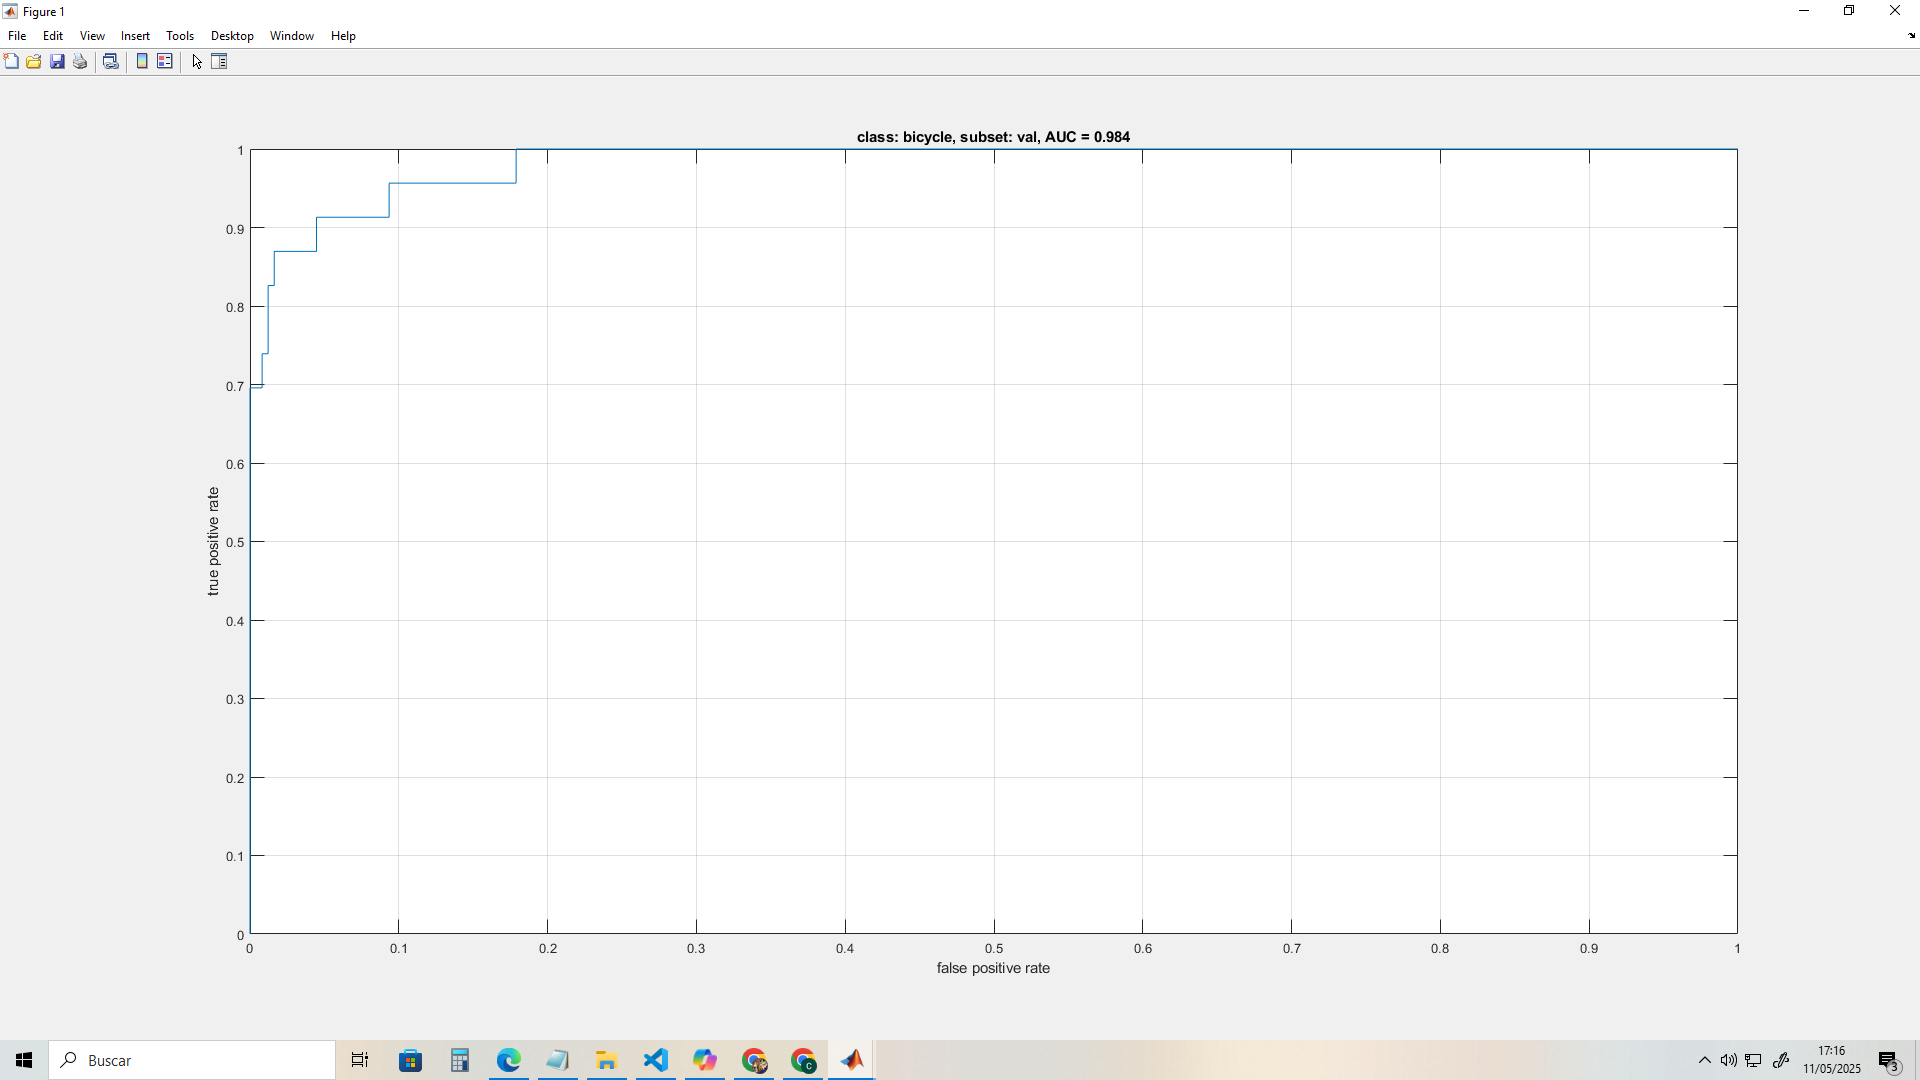 Figure 1
File Edit View Insert Tools Desktop Window Help
class: bicycle, subset: val, AUC = 0.984
1
0.9
0.8
0.7
0.6
0.5
0.4
0.3
0.2
0.1
0
true positive rate
0 0.1 0.2 0.3 0.4 0.5 0.6 0.7 0.8 0.9 1
false positive rate
Buscar
C
17:16
11/05/2025
3